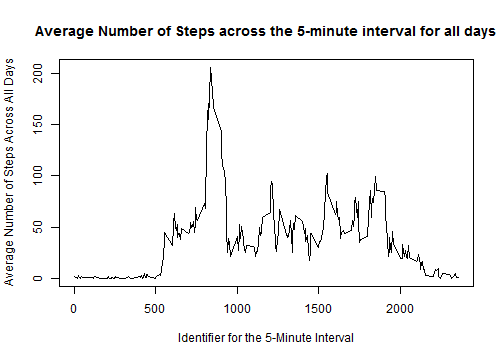 Average Number of Steps across the 5-minute interval for all days
Average Number of Steps Across All Days
200
150
100
50
0
0 500 1000 1500 2000
Identifier for the 5-Minute Interval